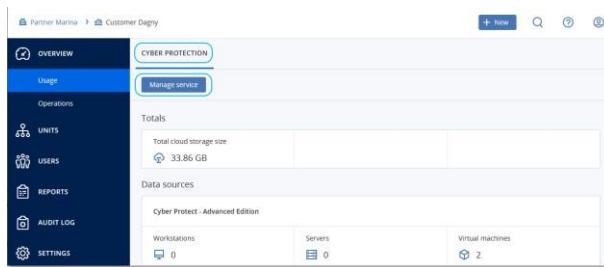 Partner Marina > Customer Dagny
+ New
OVERVIEW
CYBER PROTECTION
Usage
Manage service
Operations
Totals
UNITS
Total cloud storage size
33.86 GB
USERS
Data sources
REPORTS
Cyber Protect - Advanced Edition
AUDIT LOG
Workstations Servers Virtual machines
SETTINGS
0 0 2